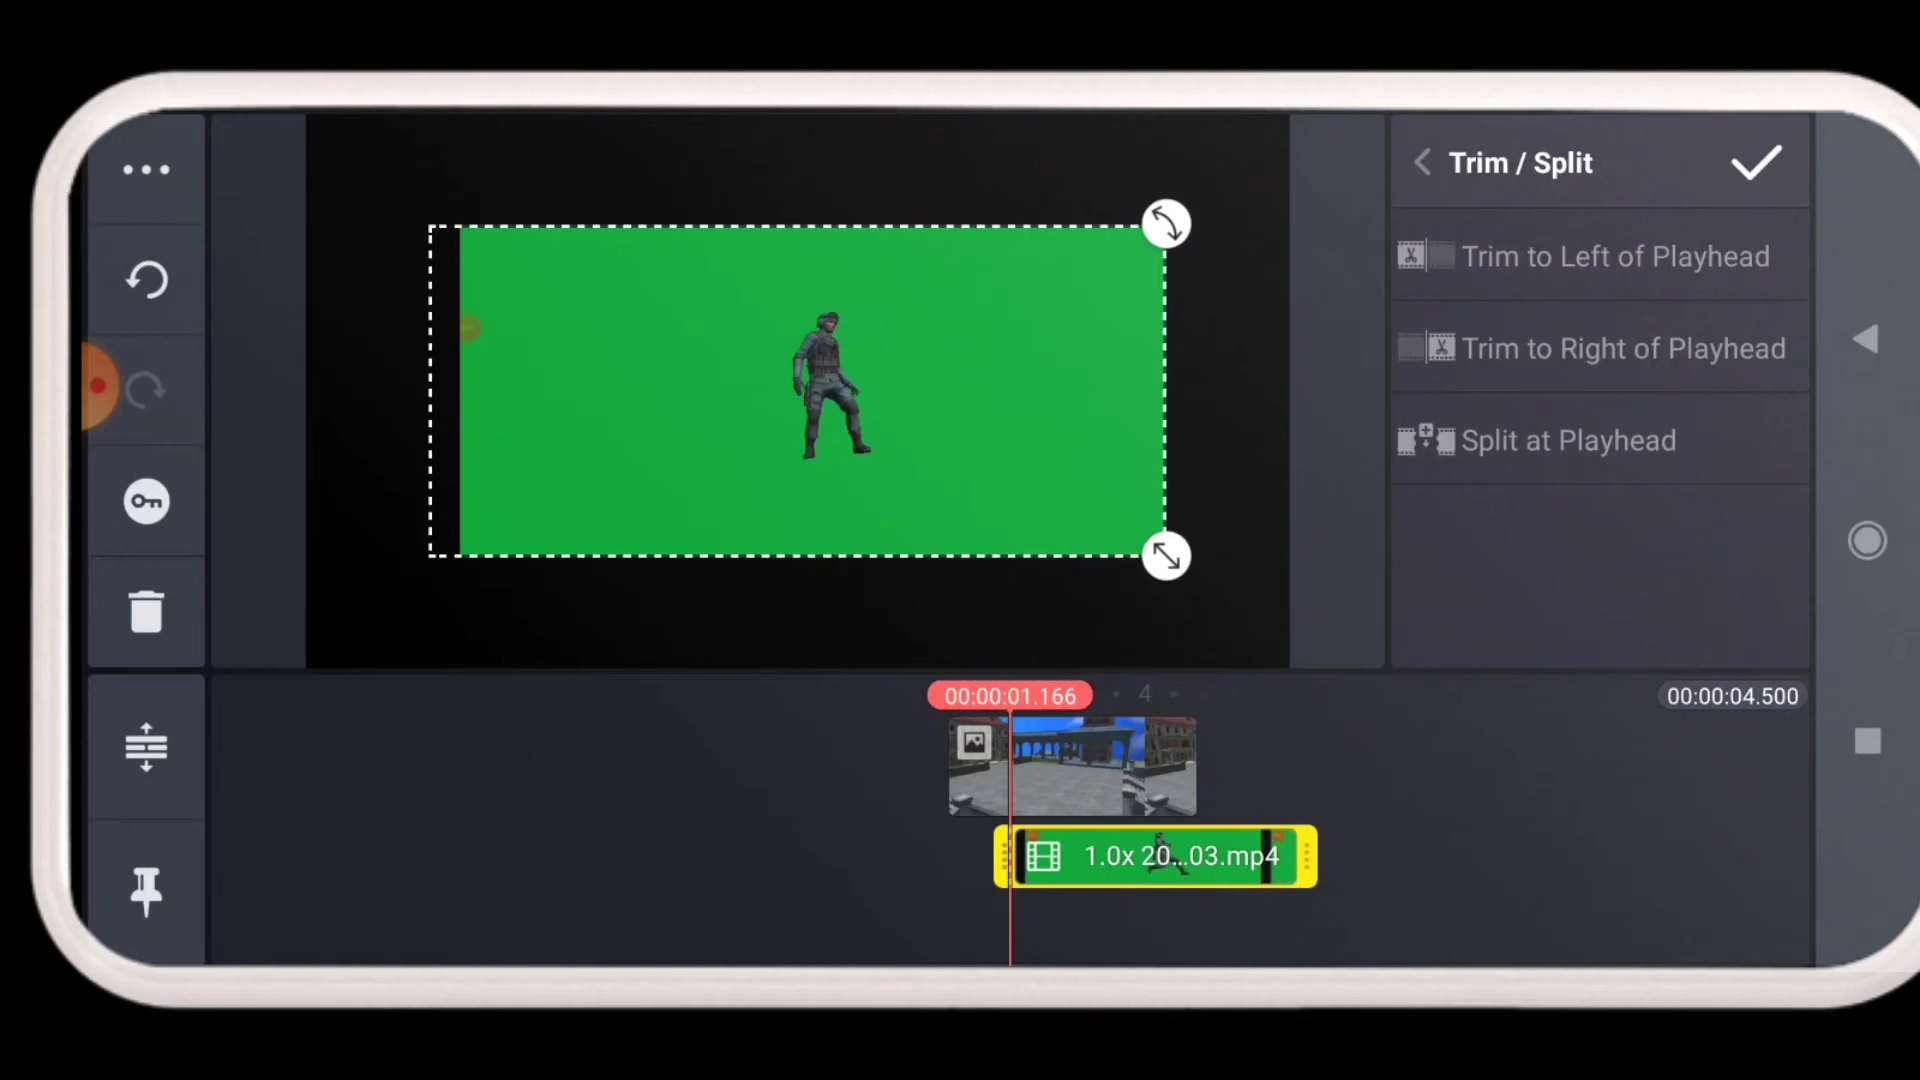 Trim / Split
Trim to Left of Playhead
Trim to Right of Playhead
Split at Playhead
00:00:01.166
4
00:00:04.500
1.0x 20...03.mp4